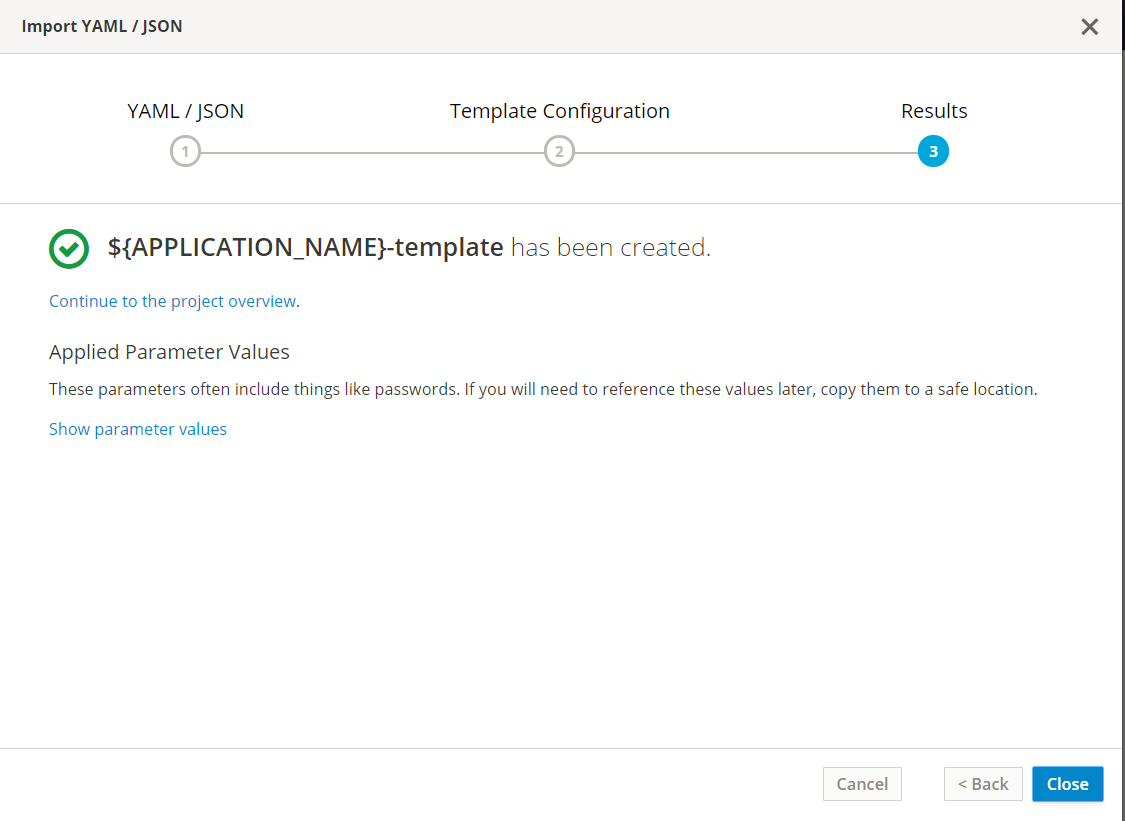 Import YAML / JSON
YAML / JSON
Template Configuration
Results
1
2
3
${APPLICATION_NAME}-template has been created.
Continue to the project overview.
Applied Parameter Values
These parameters often include things like passwords. If you will need to reference these values later, copy them to a safe location.
Show parameter values
Cancel
< Back
Close